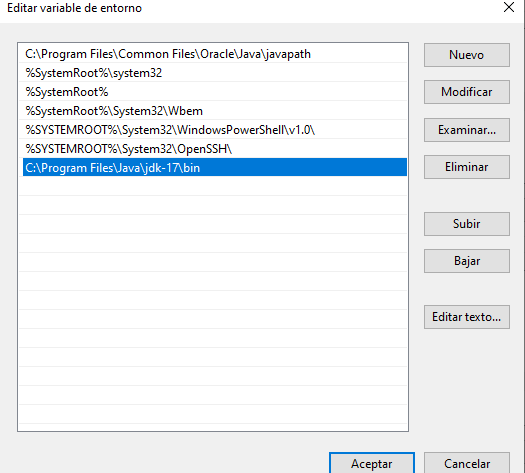 Editar variable de entorno
C:\Program Files\Common Files\Oracle\Java\javapath
%SystemRoot%\system32
%SystemRoot%
%SystemRoot%\System32\Wbem
%SYSTEMROOT%\System32\WindowsPowerShell\v1.0\
%SYSTEMROOT%\System32\OpenSSH\
C:\Program Files\Java\jdk-17\bin
Nuevo
Modificar
Examinar...
Eliminar
Subir
Bajar
Editar texto...
Aceptar
Cancelar